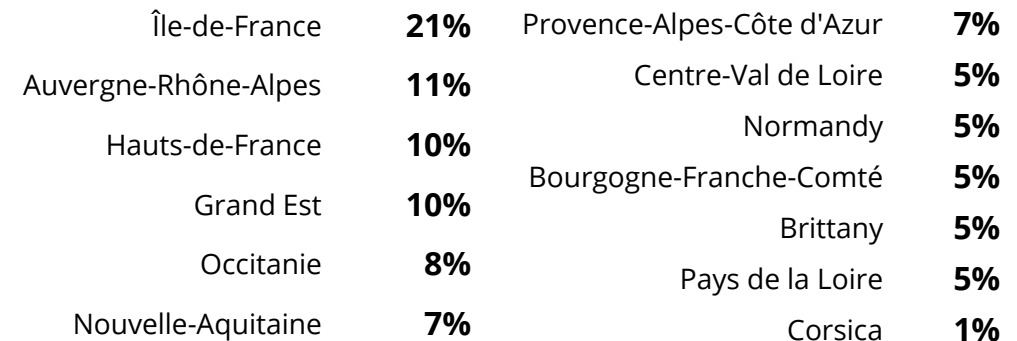 Île-de-France 21%
Auvergne-Rhône-Alpes 11%
Hauts-de-France 10%
Grand Est 10%
Occitanie 8%
Nouvelle-Aquitaine 7%
Provence-Alpes-Côte d'Azur 7%
Centre-Val de Loire 5%
Normandy 5%
Bourgogne-Franche-Comté 5%
Brittany 5%
Pays de la Loire 5%
Corsica 1%